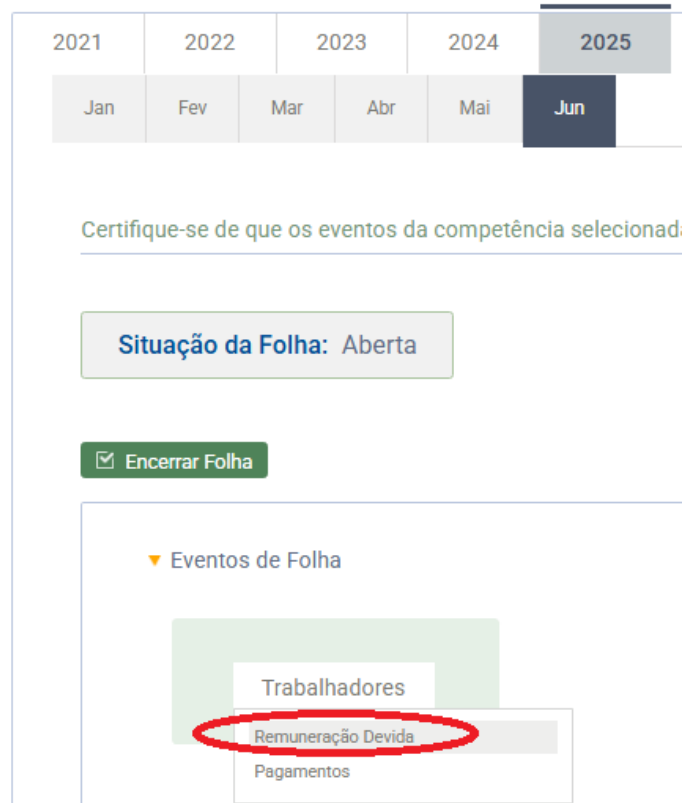 2021 2022 2023 2024 2025
Jan Fev Mar Abr Mai Jun
Certifique-se de que os eventos da competência selecionad
Situação da Folha: Aberta
Encerrar Folha
Eventos de Folha
Trabalhadores
Remuneração Devida
Pagamentos